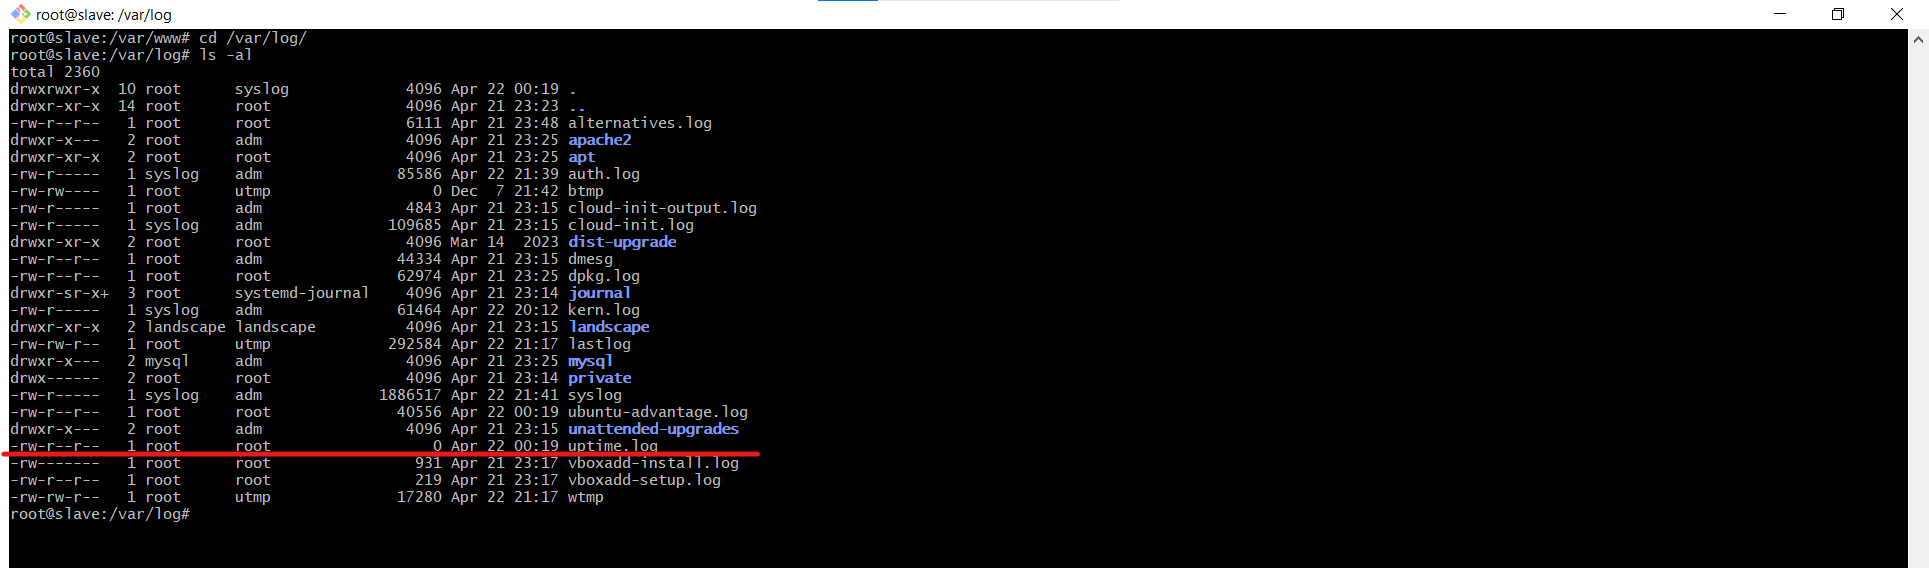 root@slave: /var/log
root@slave:/var/www# cd /var/log/
root@slave:/var/log# ls -al
total 2360
drwxrwxr-x  10 root      syslog             4096 Apr 22 00:19 .
drwxr-xr-x  14 root      root               4096 Apr 21 23:23 ..
-rw-r--r--   1 root      root               6111 Apr 21 23:48 alternatives.log
drwxr-x---   2 root      adm                4096 Apr 21 23:25 apache2
drwxr-xr-x   2 root      root               4096 Apr 21 23:25 apt
-rw-r-----   1 syslog    adm               85586 Apr 22 21:39 auth.log
-rw-rw----   1 root      utmp                  0 Dec  7 21:42 btmp
-rw-r-----   1 root      adm                4843 Apr 21 23:15 cloud-init-output.log
-rw-r-----   1 syslog    adm              109685 Apr 21 23:15 cloud-init.log
drwxr-xr-x   2 root      root               4096 Mar 14  2023 dist-upgrade
-rw-r--r--   1 root      adm               44334 Apr 21 23:15 dmesg
-rw-r--r--   1 root      root              62974 Apr 21 23:25 dpkg.log
drwxr-sr-x+  3 root      systemd-journal    4096 Apr 21 23:14 journal
-rw-r-----   1 syslog    adm               61464 Apr 22 20:12 kern.log
drwxr-xr-x   2 landscape landscape          4096 Apr 21 23:15 landscape
-rw-rw-r--   1 root      utmp             292584 Apr 22 21:17 lastlog
drwxr-x---   2 mysql     adm                4096 Apr 21 23:25 mysql
drwx------   2 root      root               4096 Apr 21 23:14 private
-rw-r-----   1 syslog    adm             1886517 Apr 22 21:41 syslog
-rw-r--r--   1 root      root              40556 Apr 22 00:19 ubuntu-advantage.log
drwxr-x---   2 root      adm                4096 Apr 21 23:15 unattended-upgrades
-rw-r--r--   1 root      root                  0 Apr 22 00:19 uptime.log
-rw-------   1 root      root                931 Apr 21 23:17 vboxadd-install.log
-rw-r--r--   1 root      root                219 Apr 21 23:17 vboxadd-setup.log
-rw-rw-r--   1 root      utmp              17280 Apr 22 21:17 wtmp
root@slave:/var/log#